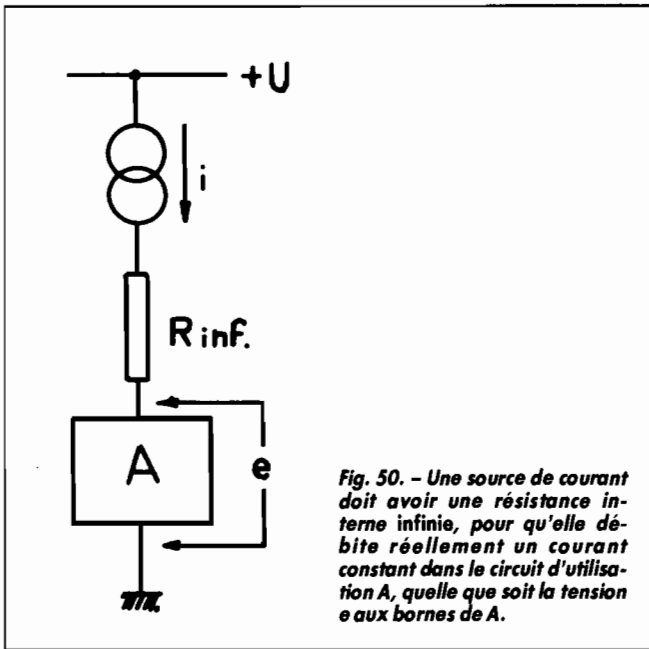 +U
i
R inf.
A
e
Fig. 50. – Une source de courant
doit avoir une résistance in-
terne infinie, pour qu'elle dé-
bite réellement un courant
constant dans le circuit d'utilisa-
tion A, quelle que soit la tension
e aux bornes de A.